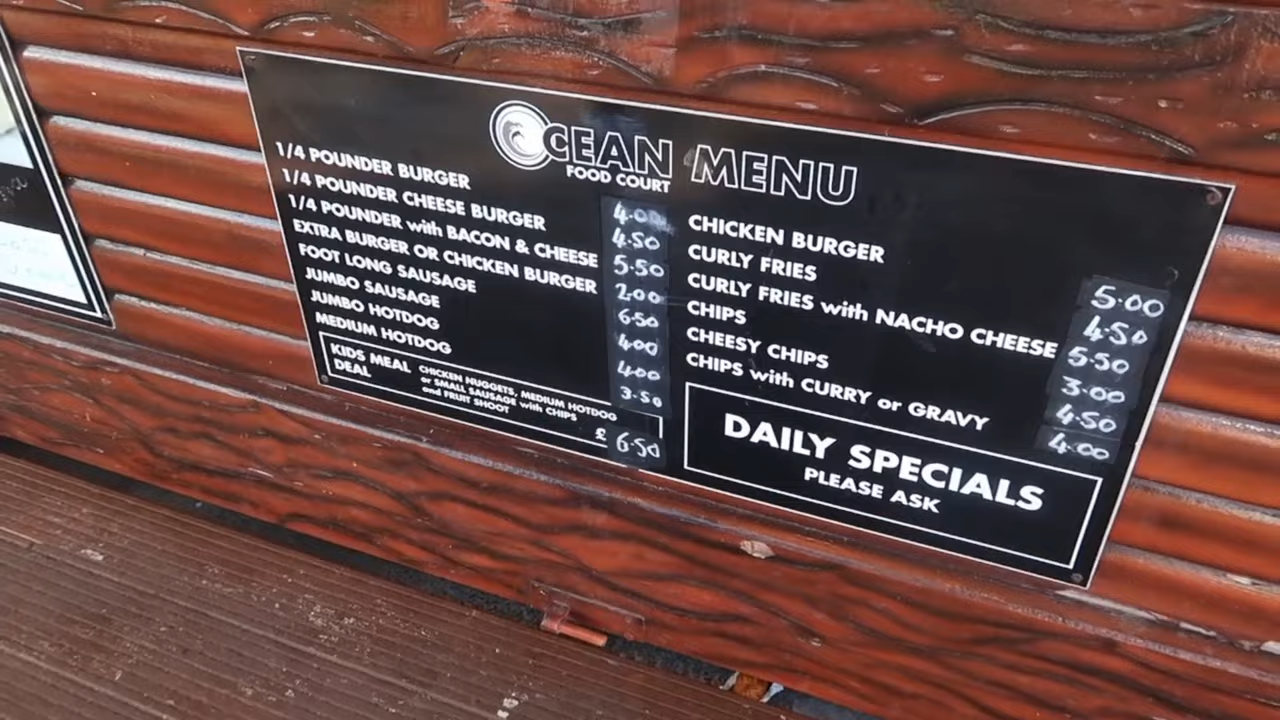 OCEAN MENU
FOOD COURT
1/4 POUNDER BURGER 4.00
1/4 POUNDER CHEESE BURGER 4.50
1/4 POUNDER with BACON & CHEESE 5.50
EXTRA BURGER OR CHICKEN BURGER 2.00
FOOT LONG SAUSAGE 6.50
JUMBO SAUSAGE 4.00
JUMBO HOTDOG 4.00
MEDIUM HOTDOG 3.50
KIDS MEAL DEAL
CHICKEN NUGGETS, MEDIUM HOTDOG
or SMALL SAUSAGE with CHIPS
and FRUIT SHOOT
£ 6.50
CHICKEN BURGER 5.00
CURLY FRIES 4.50
CURLY FRIES with NACHO CHEESE 5.50
CHIPS 3.00
CHEESY CHIPS 4.50
CHIPS with CURRY or GRAVY 4.00
DAILY SPECIALS
PLEASE ASK